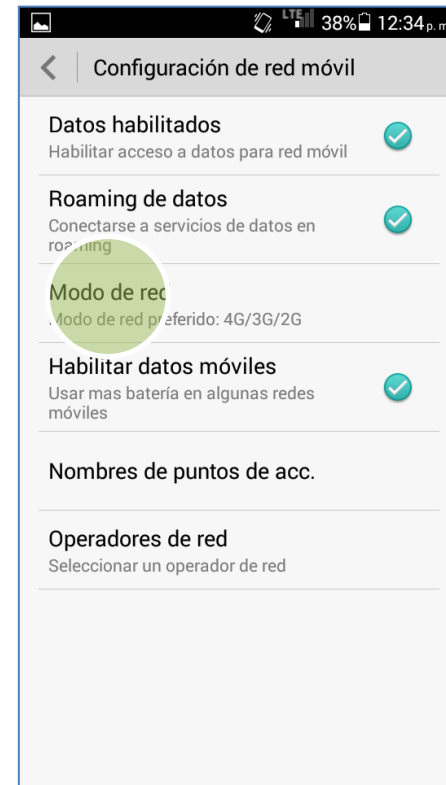 LTE 38% 12:34 p. m
Configuración de red móvil
Datos habilitados
Habilitar acceso a datos para red móvil
Roaming de datos
Conectarse a servicios de datos en
roaming
Modo de red
Modo de red preferido: 4G/3G/2G
Habilitar datos móviles
Usar mas batería en algunas redes
móviles
Nombres de puntos de acc.
Operadores de red
Seleccionar un operador de red